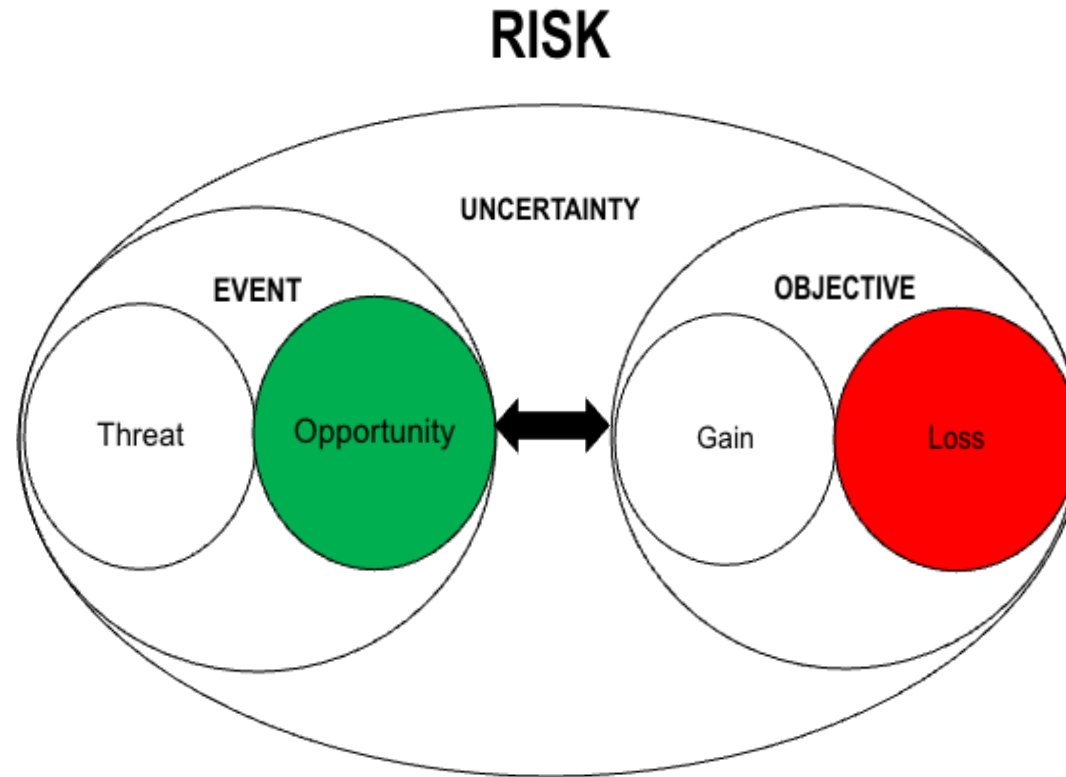 RISK
UNCERTAINTY
EVENT
OBJECTIVE
Threat
Opportunity
Gain
Loss